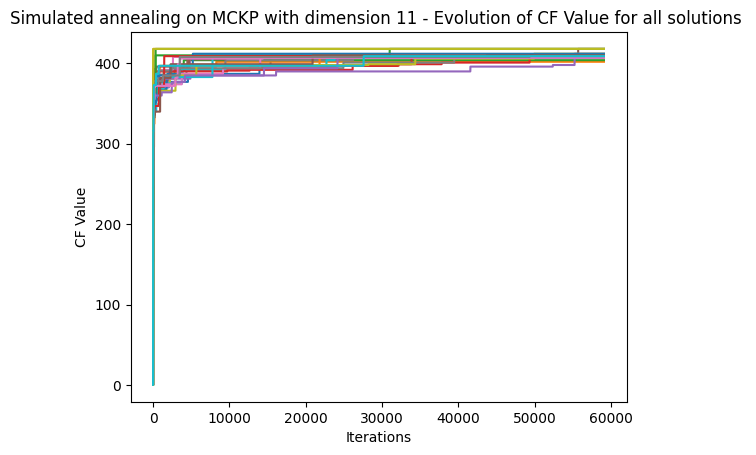 Simulated annealing on MCKP with dimension 11 - Evolution of CF Value for all solutions
400
300
200
100
0
CF Value
0 10000 20000 30000 40000 50000 60000
Iterations